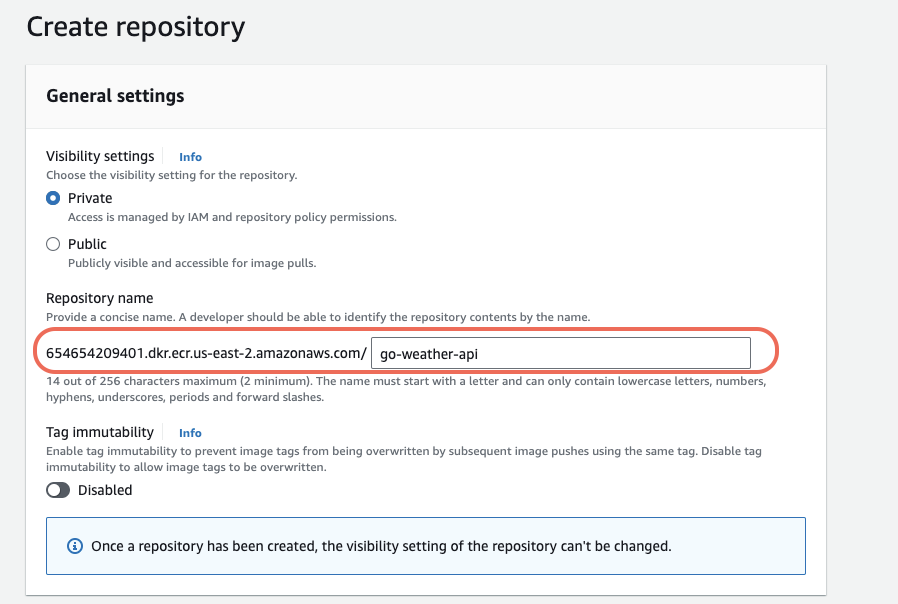 Create repository
General settings
Visibility settings Info
Choose the visibility setting for the repository.
Private
Access is managed by IAM and repository policy permissions.
Public
Publicly visible and accessible for image pulls.
Repository name
Provide a concise name. A developer should be able to identify the repository contents by the name.
654654209401.dkr.ecr.us-east-2.amazonaws.com/ go-weather-api
14 out of 256 characters maximum (2 minimum). The name must start with a letter and can only contain lowercase letters, numbers,
hyphens, underscores, periods and forward slashes.
Tag immutability Info
Enable tag immutability to prevent image tags from being overwritten by subsequent image pushes using the same tag. Disable tag
immutability to allow image tags to be overwritten.
Disabled
Once a repository has been created, the visibility setting of the repository can't be changed.